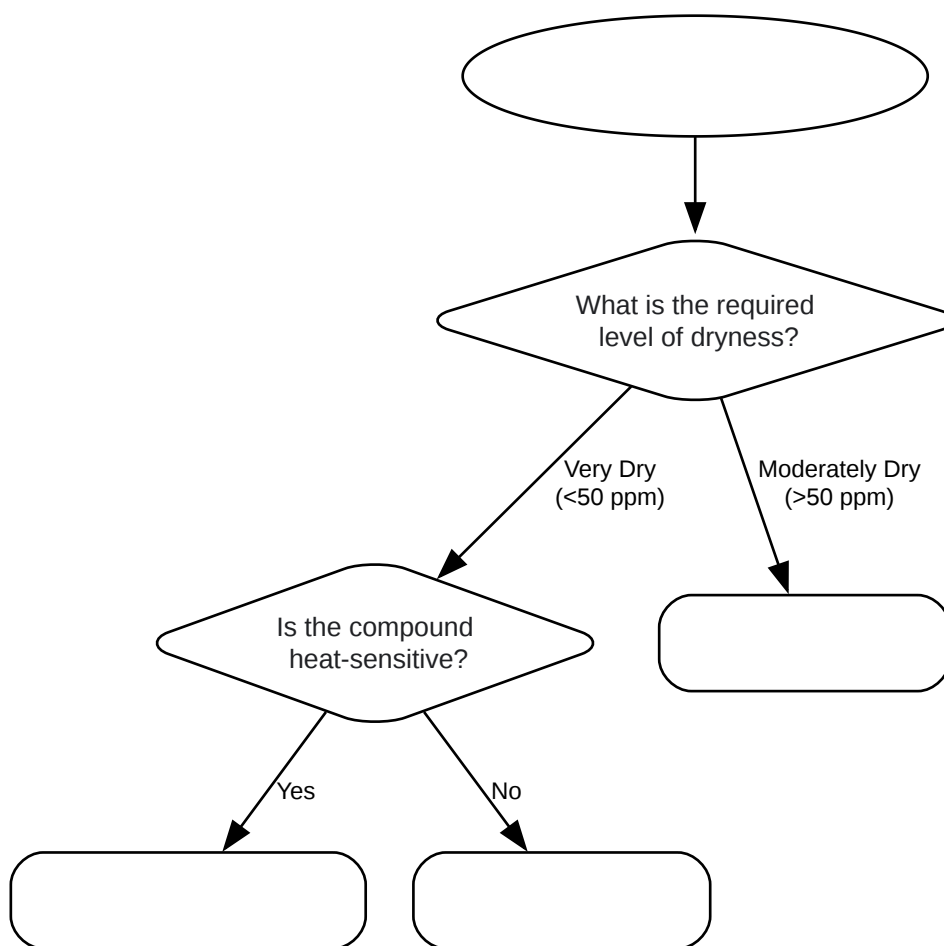 What is the required
level of dryness?
Very Dry
(<50 ppm)
Moderately Dry
(>50 ppm)
Is the compound
heat-sensitive?
Yes
No